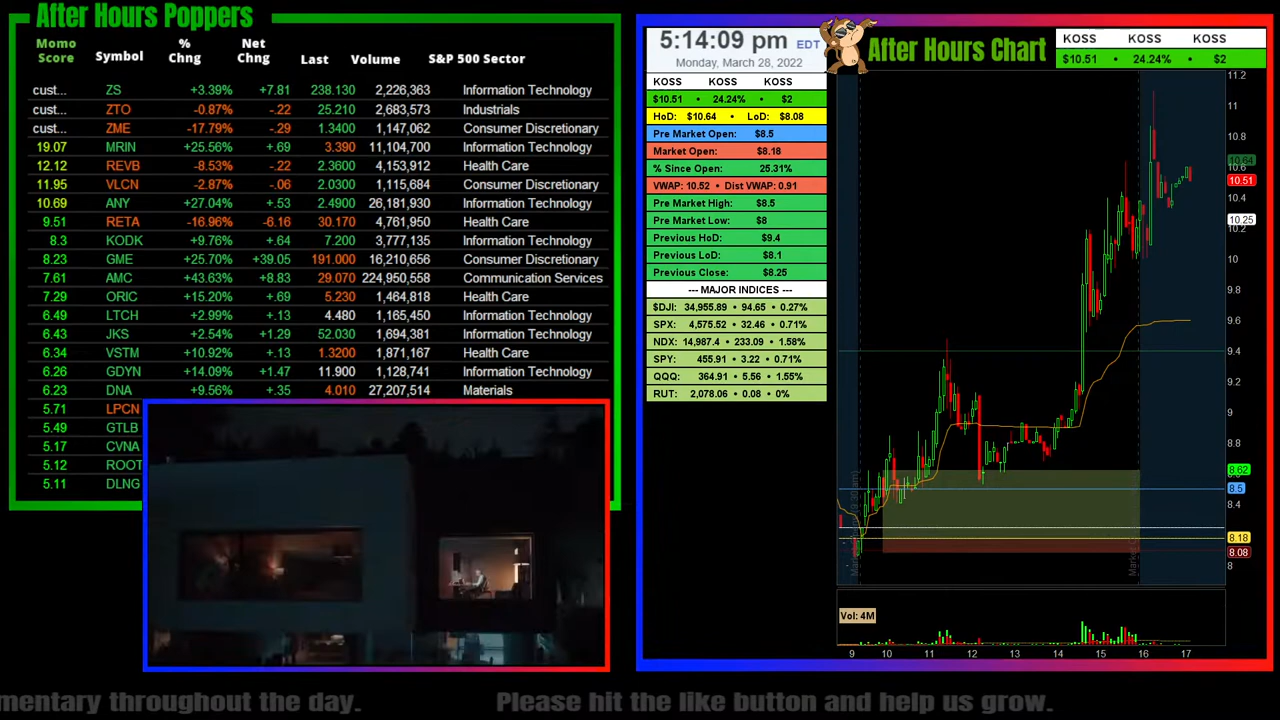 After Hours Poppers
Momo Score Symbol % Chng Net Chng Last Volume S&P 500 Sector
cust... ZS +3.39% +7.81 238.130 2,226,363 Information Technology
cust... ZTO -0.87% -.22 25.210 2,683,573 Industrials
cust... ZME -17.79% -.29 1.3400 1,147,062 Consumer Discretionary
19.07 MRIN +25.56% +.69 3.390 11,104,700 Information Technology
12.12 REVB -8.53% -.22 2.3600 4,153,912 Health Care
11.95 VLCN -2.87% -.06 2.0300 1,115,684 Consumer Discretionary
10.69 ANY +27.04% +.53 2.4900 26,181,930 Information Technology
9.51 RETA -16.96% -6.16 30.170 4,761,950 Health Care
8.3 KODK +9.76% +.64 7.200 3,777,135 Information Technology
8.23 GME +25.70% +39.05 191.000 16,210,656 Consumer Discretionary
7.61 AMC +43.63% +8.83 29.070 224,950,558 Communication Services
7.29 ORIC +15.20% +.69 5.230 1,464,818 Health Care
6.49 LTCH +2.99% +.13 4.480 1,165,450 Information Technology
6.43 JKS +2.54% +1.29 52.030 1,694,381 Information Technology
6.34 VSTM +10.92% +.13 1.3200 1,871,167 Health Care
6.26 GDYN +14.09% +1.47 11.900 1,128,741 Information Technology
6.23 DNA +9.56% +.35 4.010 27,207,514 Materials
5.71 LPCN
5.49 GTLB
5.17 CVNA
5.12 ROOT
5.11 DLNG
5:14:09 pm EDT
Monday, March 28, 2022
KOSS KOSS KOSS
$10.51 • 24.24% • $2
HoD: $10.64 • LoD: $8.08
Pre Market Open: $8.5
Market Open: $8.18
% Since Open: 25.31%
VWAP: 10.52 • Dist VWAP: 0.91
Pre Market High: $8.5
Pre Market Low: $8
Previous HoD: $9.4
Previous LoD: $8.1
Previous Close: $8.25
--- MAJOR INDICES ---
$DJI: 34,955.89 • 94.65 • 0.27%
SPX: 4,575.52 • 32.46 • 0.71%
NDX: 14,987.4 • 233.09 • 1.58%
SPY: 455.91 • 3.22 • 0.71%
QQQ: 364.91 • 5.56 • 1.55%
RUT: 2,078.06 • 0.08 • 0%
After Hours Chart
KOSS KOSS KOSS
$10.51 • 24.24% • $2
11.2
11
10.8
10.64
10.6
10.51
10.4
10.25
10.2
10
9.8
9.6
9.4
9.2
9
8.8
8.62
8.5
8.4
8.18
8.08
8
Vol: 4M
9 10 11 12 13 14 15 16 17
mentary throughout the day. Please hit the like button and help us grow.